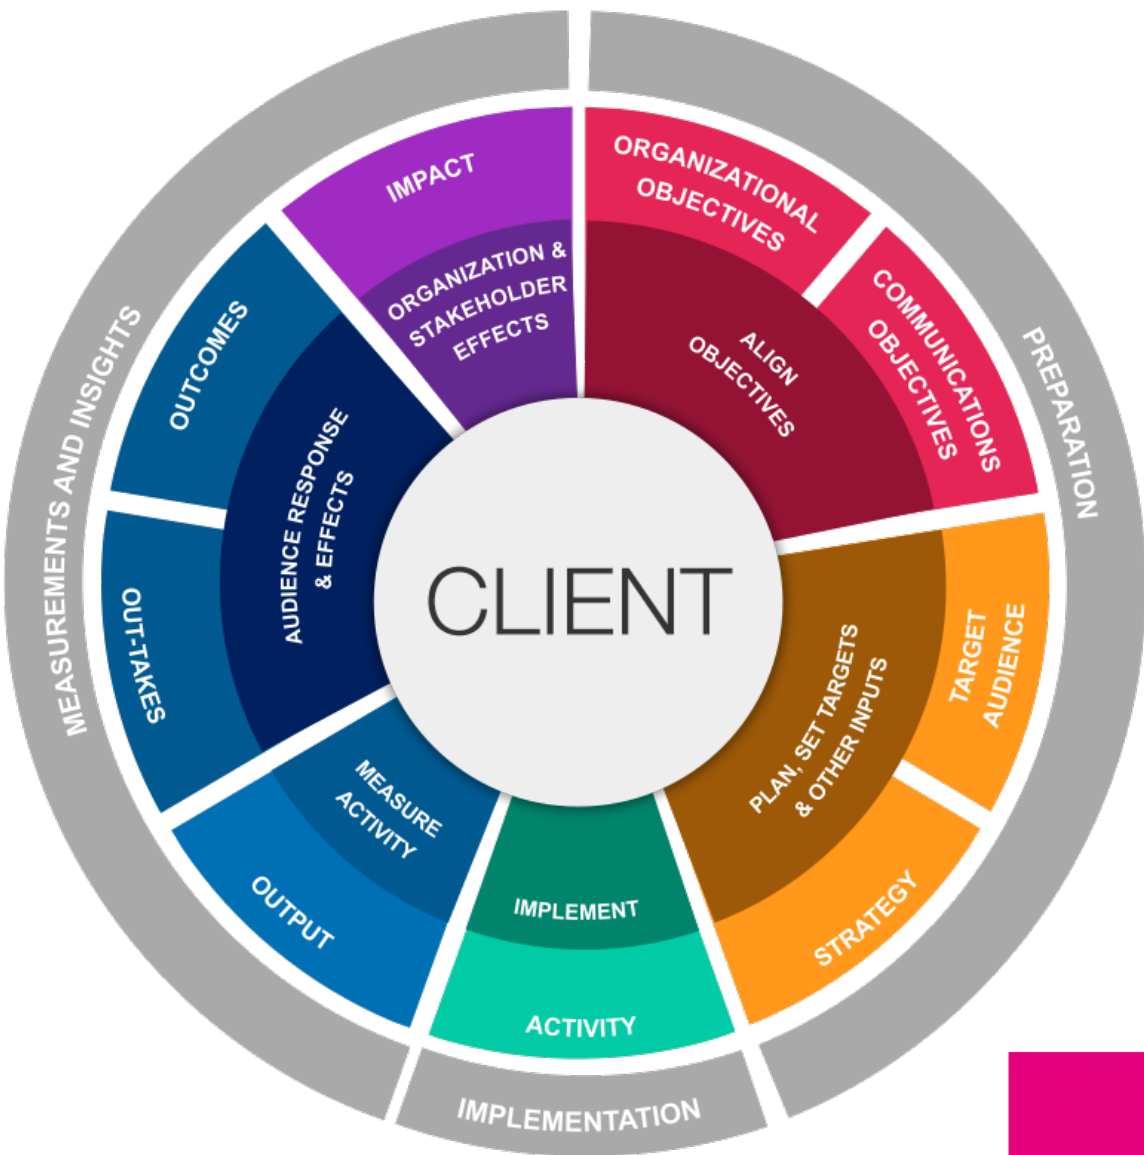 CLIENT
PREPARATION
ORGANIZATIONAL
OBJECTIVES
COMMUNICATIONS
OBJECTIVES
ALIGN
OBJECTIVES
TARGET
AUDIENCE
STRATEGY
PLAN, SET TARGETS
& OTHER INPUTS
IMPLEMENTATION
ACTIVITY
IMPLEMENT
MEASUREMENTS AND INSIGHTS
OUTPUT
MEASURE
ACTIVITY
OUT-TAKES
OUTCOMES
AUDIENCE RESPONSE
& EFFECTS
IMPACT
ORGANIZATION &
STAKEHOLDER
EFFECTS